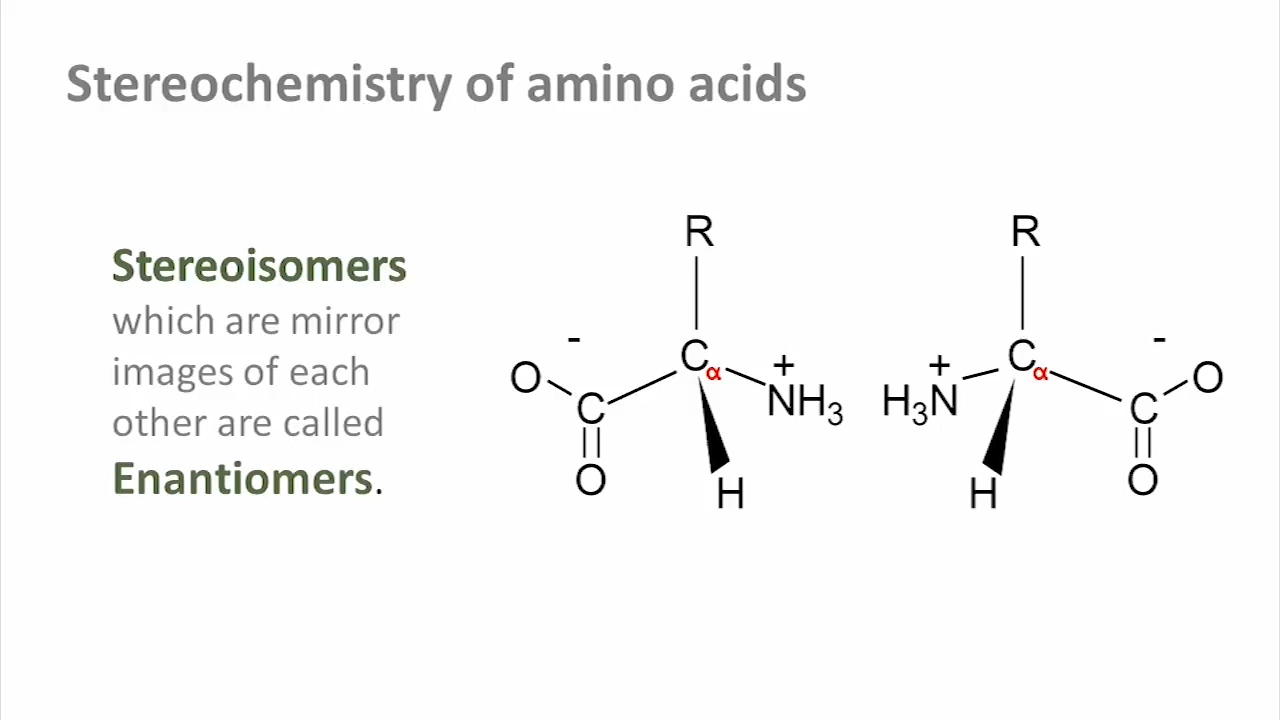 Stereochemistry of amino acids
Stereoisomers
which are mirror
images of each
other are called
Enantiomers.
R R
- -
O Cα + + Cα O
C NH3 H3N C
O H H O